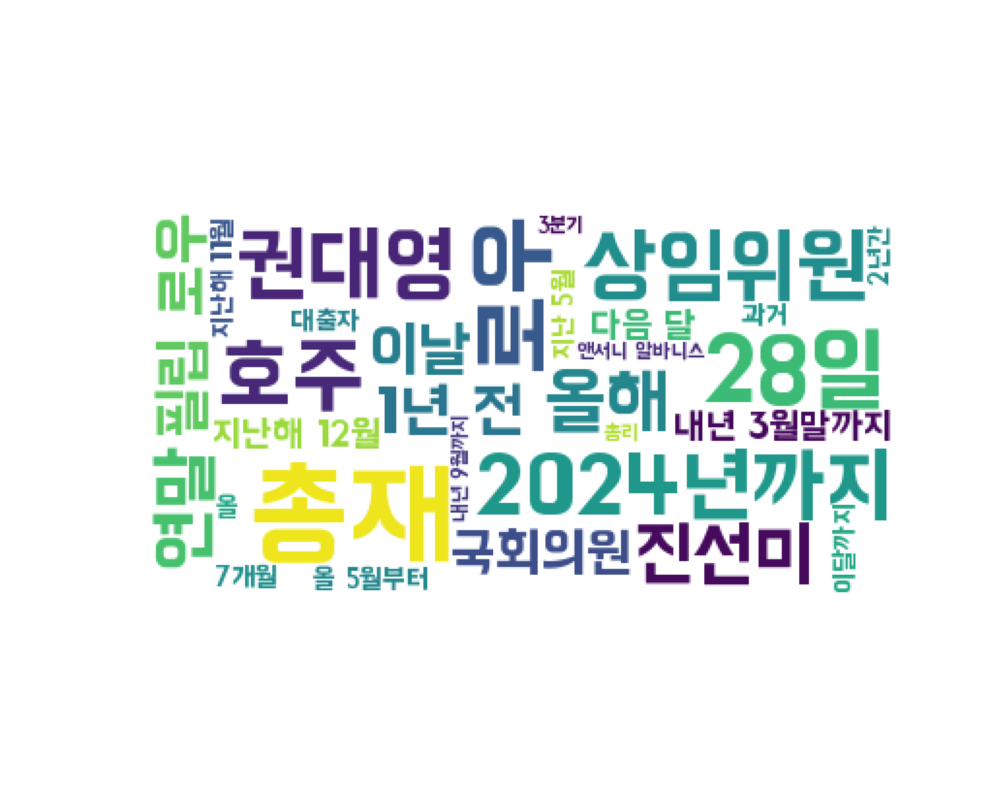 권대영
로우
3분기
상임위원
2년간
필립 로우
지난해 11월
대출자
이날
지난 5월
다음 달
과거
앤서니 알바니스
28일
호주
1년 전
올해
지난해 12월
총리
내년 3월말까지
연말
올
총재
내년 9월까지
2024년까지
국회의원
진선미
이달까지
7개월
올 5월부터